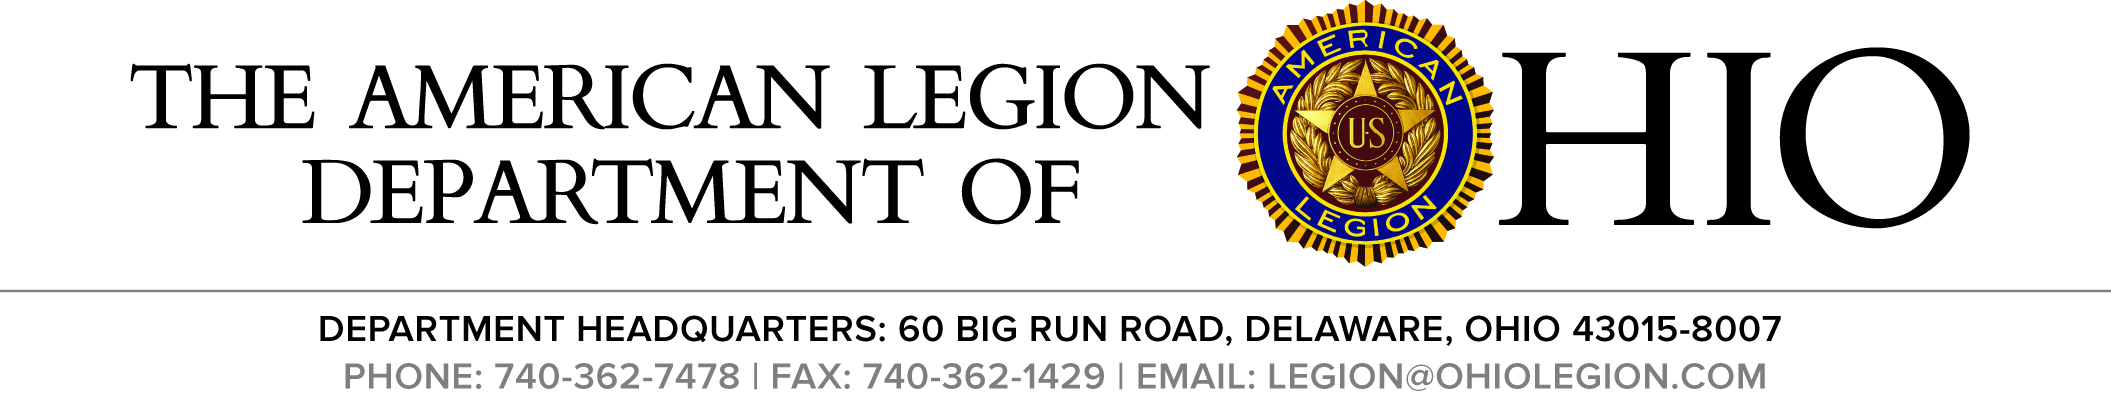 THE AMERICAN LEGION
DEPARTMENT OF
HIO
AMERICAN
U.S
LEGION
DEPARTMENT HEADQUARTERS: 60 BIG RUN ROAD, DELAWARE, OHIO 43015-8007
PHONE: 740-362-7478 | FAX: 740-362-1429 | EMAIL: LEGION@OHIOLEGION.COM